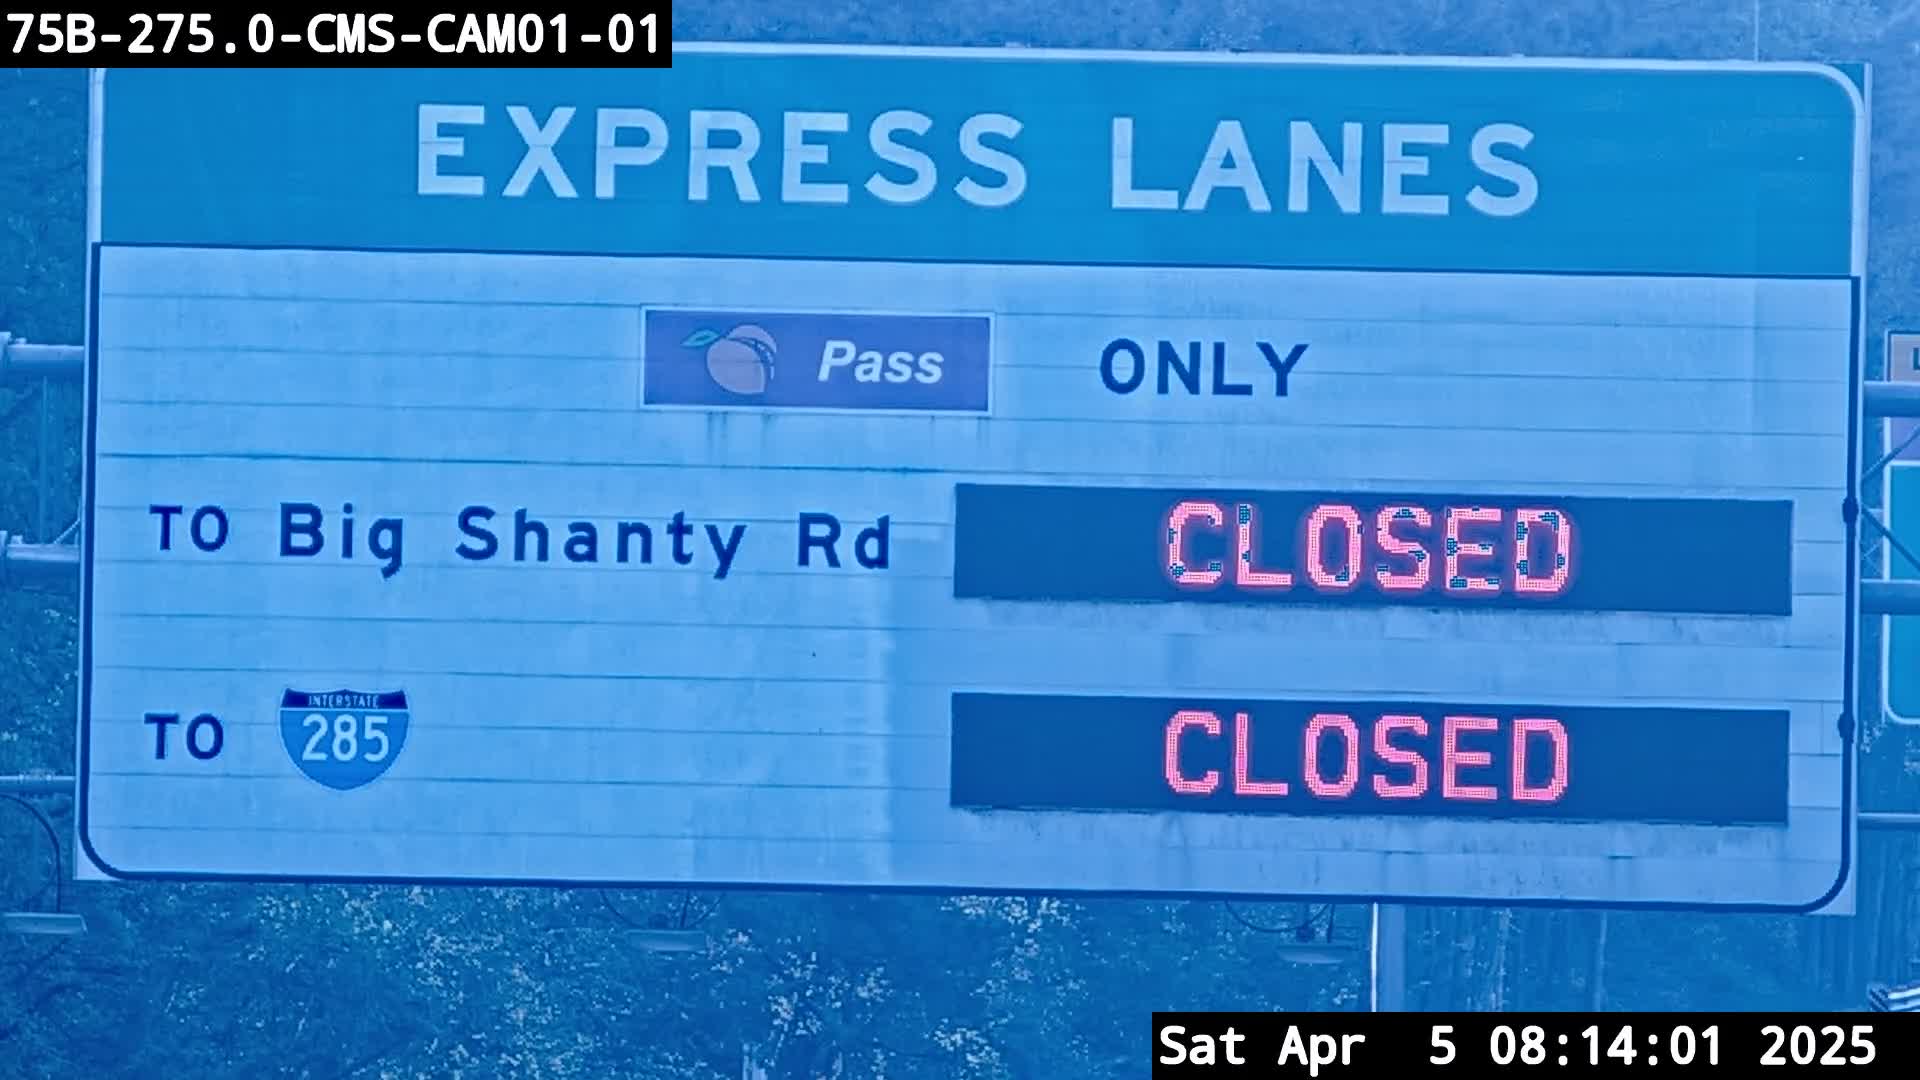 75B-275.0-CMS-CAM01-01
EXPRESS LANES
Pass ONLY
TO Big Shanty Rd CLOSED
TO INTERSTATE 285 CLOSED
Sat Apr 5 08:14:01 2025